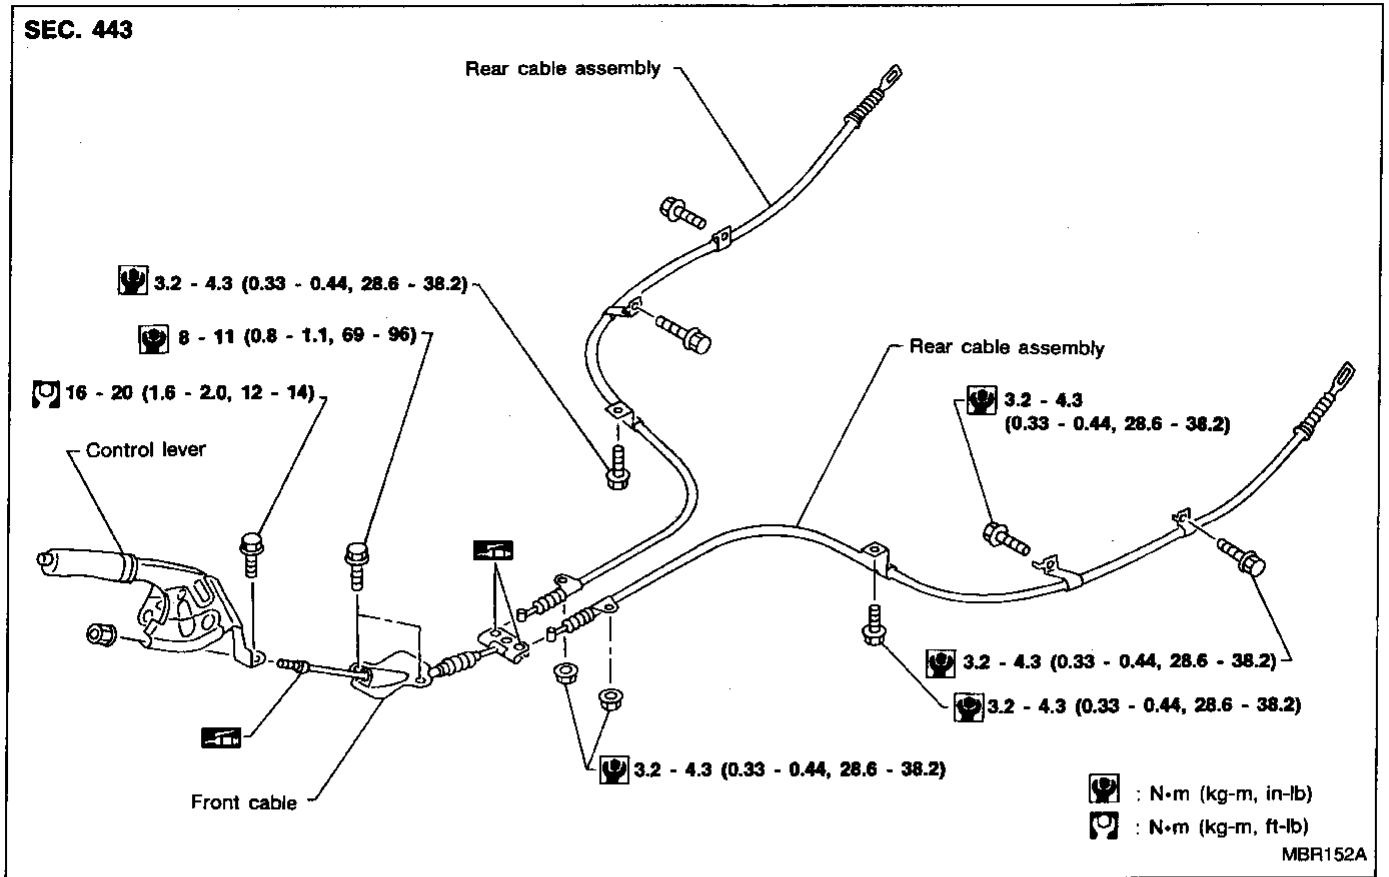 SEC. 443
Rear cable assembly
3.2 - 4.3 (0.33 - 0.44, 28.6 - 38.2)
8 - 11 (0.8 - 1.1, 69 - 96)
16 - 20 (1.6 - 2.0, 12 - 14)
Control lever
Rear cable assembly
3.2 - 4.3
(0.33 - 0.44, 28.6 - 38.2)
3.2 - 4.3 (0.33 - 0.44, 28.6 - 38.2)
3.2 - 4.3 (0.33 - 0.44, 28.6 - 38.2)
3.2 - 4.3 (0.33 - 0.44, 28.6 - 38.2)
Front cable
: N•m (kg-m, in-lb)
: N•m (kg-m, ft-lb)
MBR152A